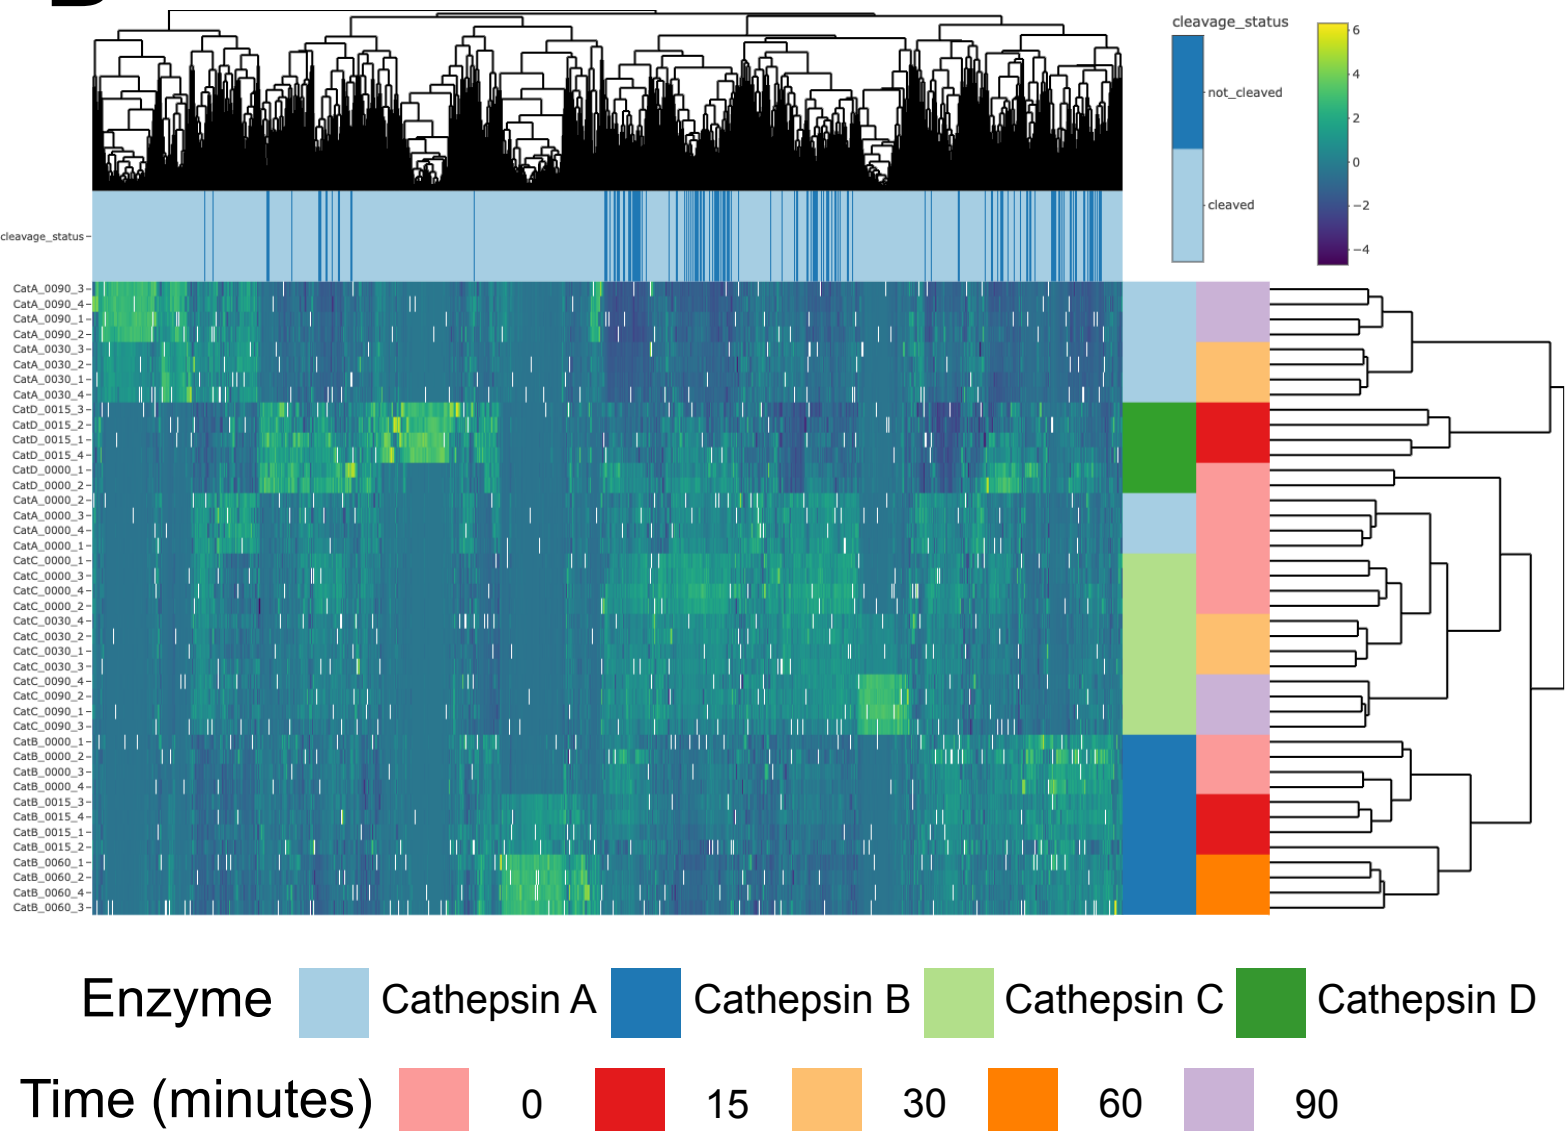 cleavage_status
not_cleaved
cleaved
6
4
2
0
−2
−4
cleavage_status
CatA_0090_3
CatA_0090_4
CatA_0090_1
CatA_0090_2
CatA_0030_3
CatA_0030_2
CatA_0030_1
CatA_0030_4
CatD_0015_3
CatD_0015_2
CatD_0015_1
CatD_0015_4
CatD_0000_1
CatD_0000_2
CatA_0000_2
CatA_0000_3
CatA_0000_4
CatA_0000_1
CatC_0000_1
CatC_0000_3
CatC_0000_4
CatC_0000_2
CatC_0030_4
CatC_0030_2
CatC_0030_1
CatC_0030_3
CatC_0090_4
CatC_0090_2
CatC_0090_1
CatC_0090_3
CatB_0000_1
CatB_0000_2
CatB_0000_3
CatB_0000_4
CatB_0015_3
CatB_0015_4
CatB_0015_1
CatB_0015_2
CatB_0060_1
CatB_0060_2
CatB_0060_4
CatB_0060_3
Enzyme Cathepsin A Cathepsin B Cathepsin C Cathepsin D
Time (minutes) 0 15 30 60 90